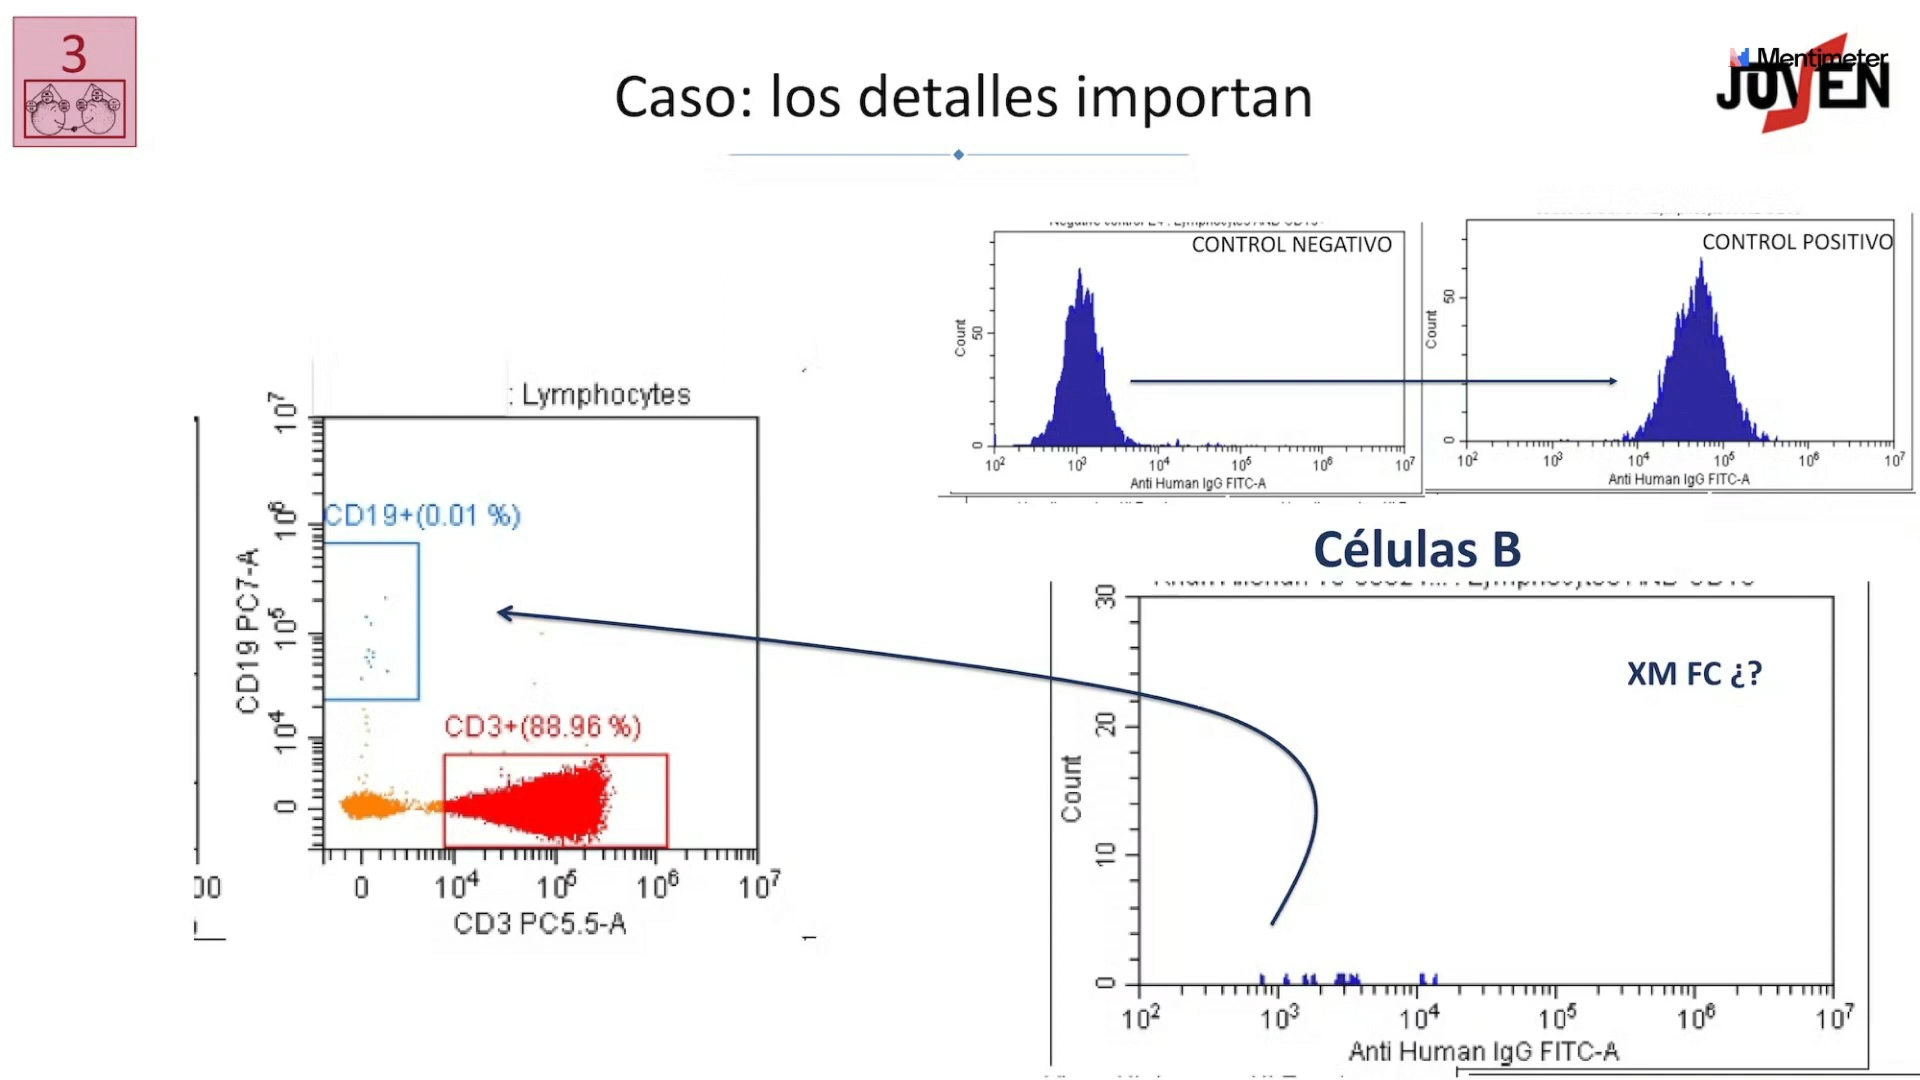 3
Caso: los detalles importan
Mentimeter
JOVEN
CONTROL NEGATIVO
Count
50
0
10² 10³ 10⁴ 10⁵ 10⁶ 10⁷
Anti Human IgG FITC-A
CONTROL POSITIVO
Count
50
0
10² 10³ 10⁴ 10⁵ 10⁶ 10⁷
Anti Human IgG FITC-A
: Lymphocytes
10⁷
10⁶
10⁵
10⁴
0
CD19 PC7-A
CD19+(0.01 %)
CD3+(88.96 %)
0 10⁴ 10⁵ 10⁶ 10⁷
CD3 PC5.5-A
Células B
XM FC ¿?
30
20
10
0
Count
10² 10³ 10⁴ 10⁵ 10⁶ 10⁷
Anti Human IgG FITC-A